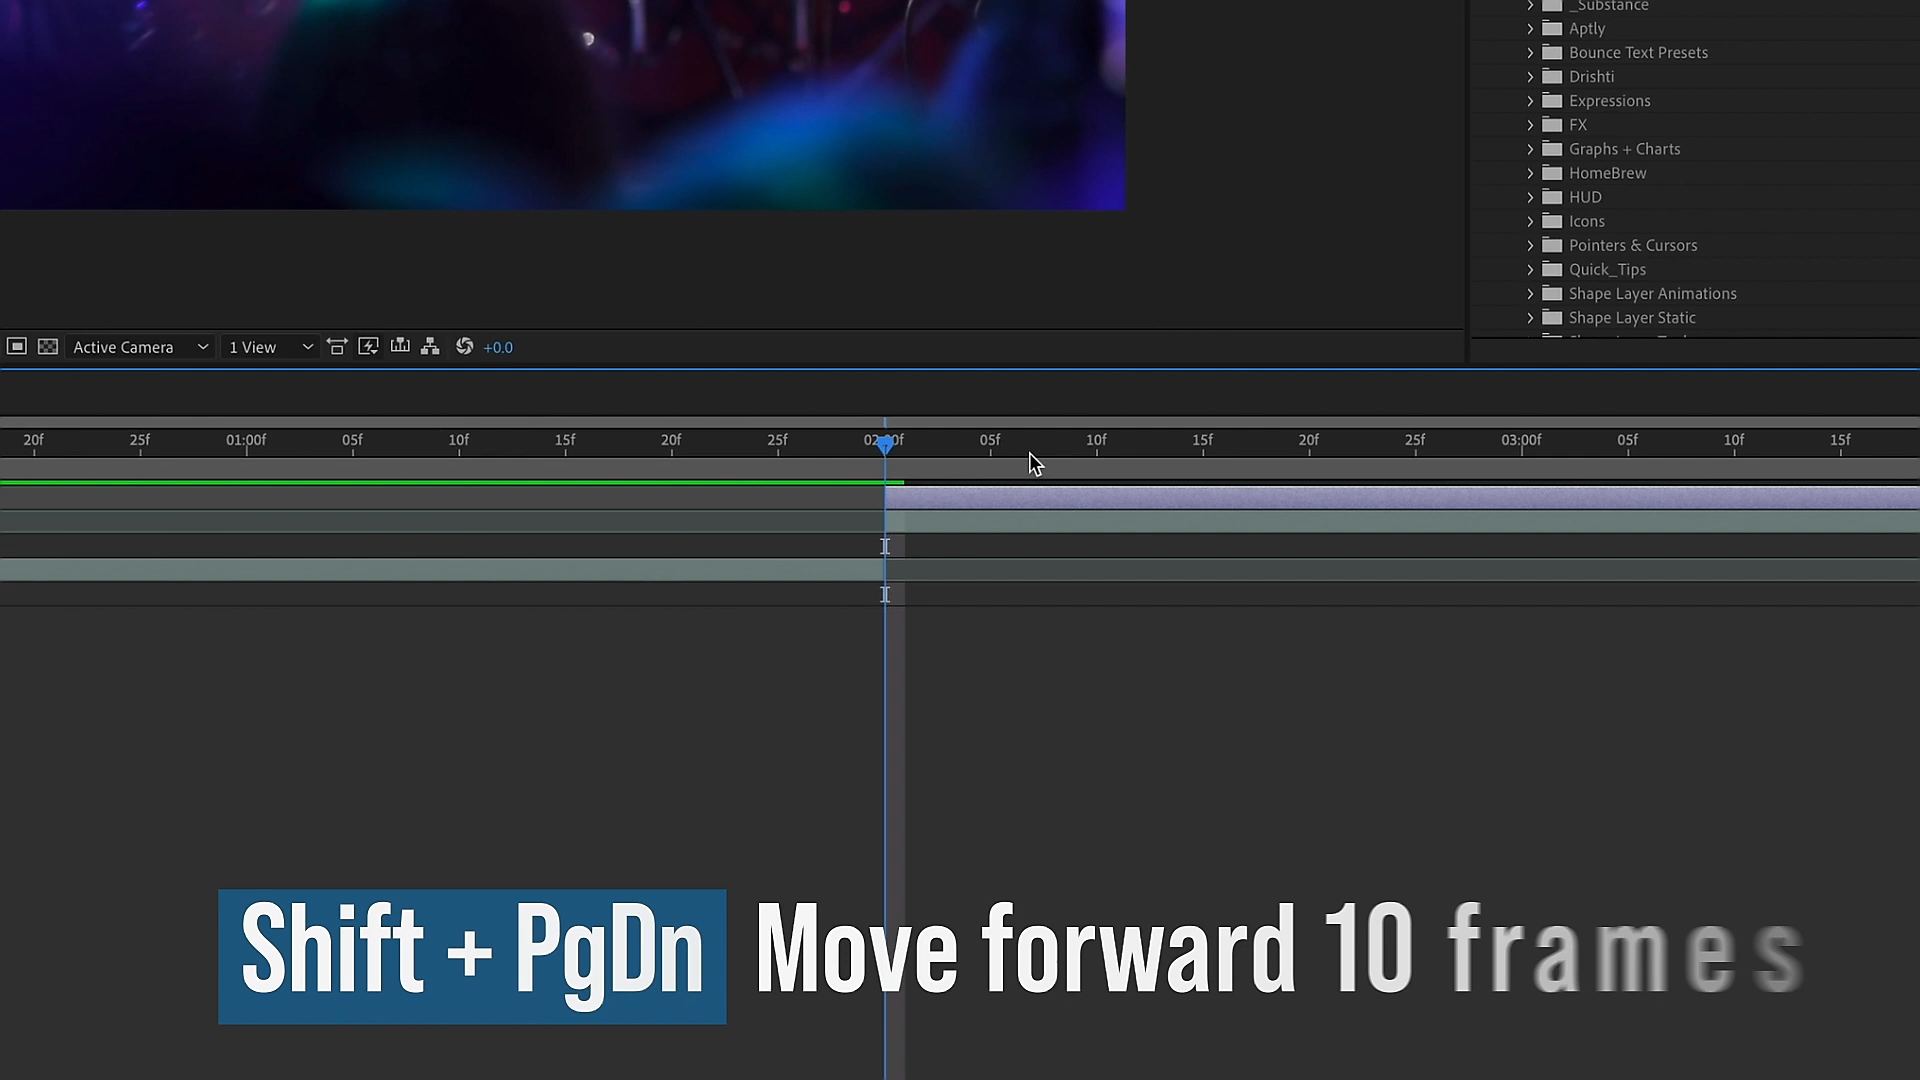 _Substance
Aptly
Bounce Text Presets
Drishti
Expressions
FX
Graphs + Charts
HomeBrew
HUD
Icons
Pointers & Cursors
Quick_Tips
Shape Layer Animations
Shape Layer Static
Active Camera 1 View +0.0
20f 25f 01:00f 05f 10f 15f 20f 25f 02:00f 05f 10f 15f 20f 25f 03:00f 05f 10f 15f
Shift + PgDn Move forward 10 frames